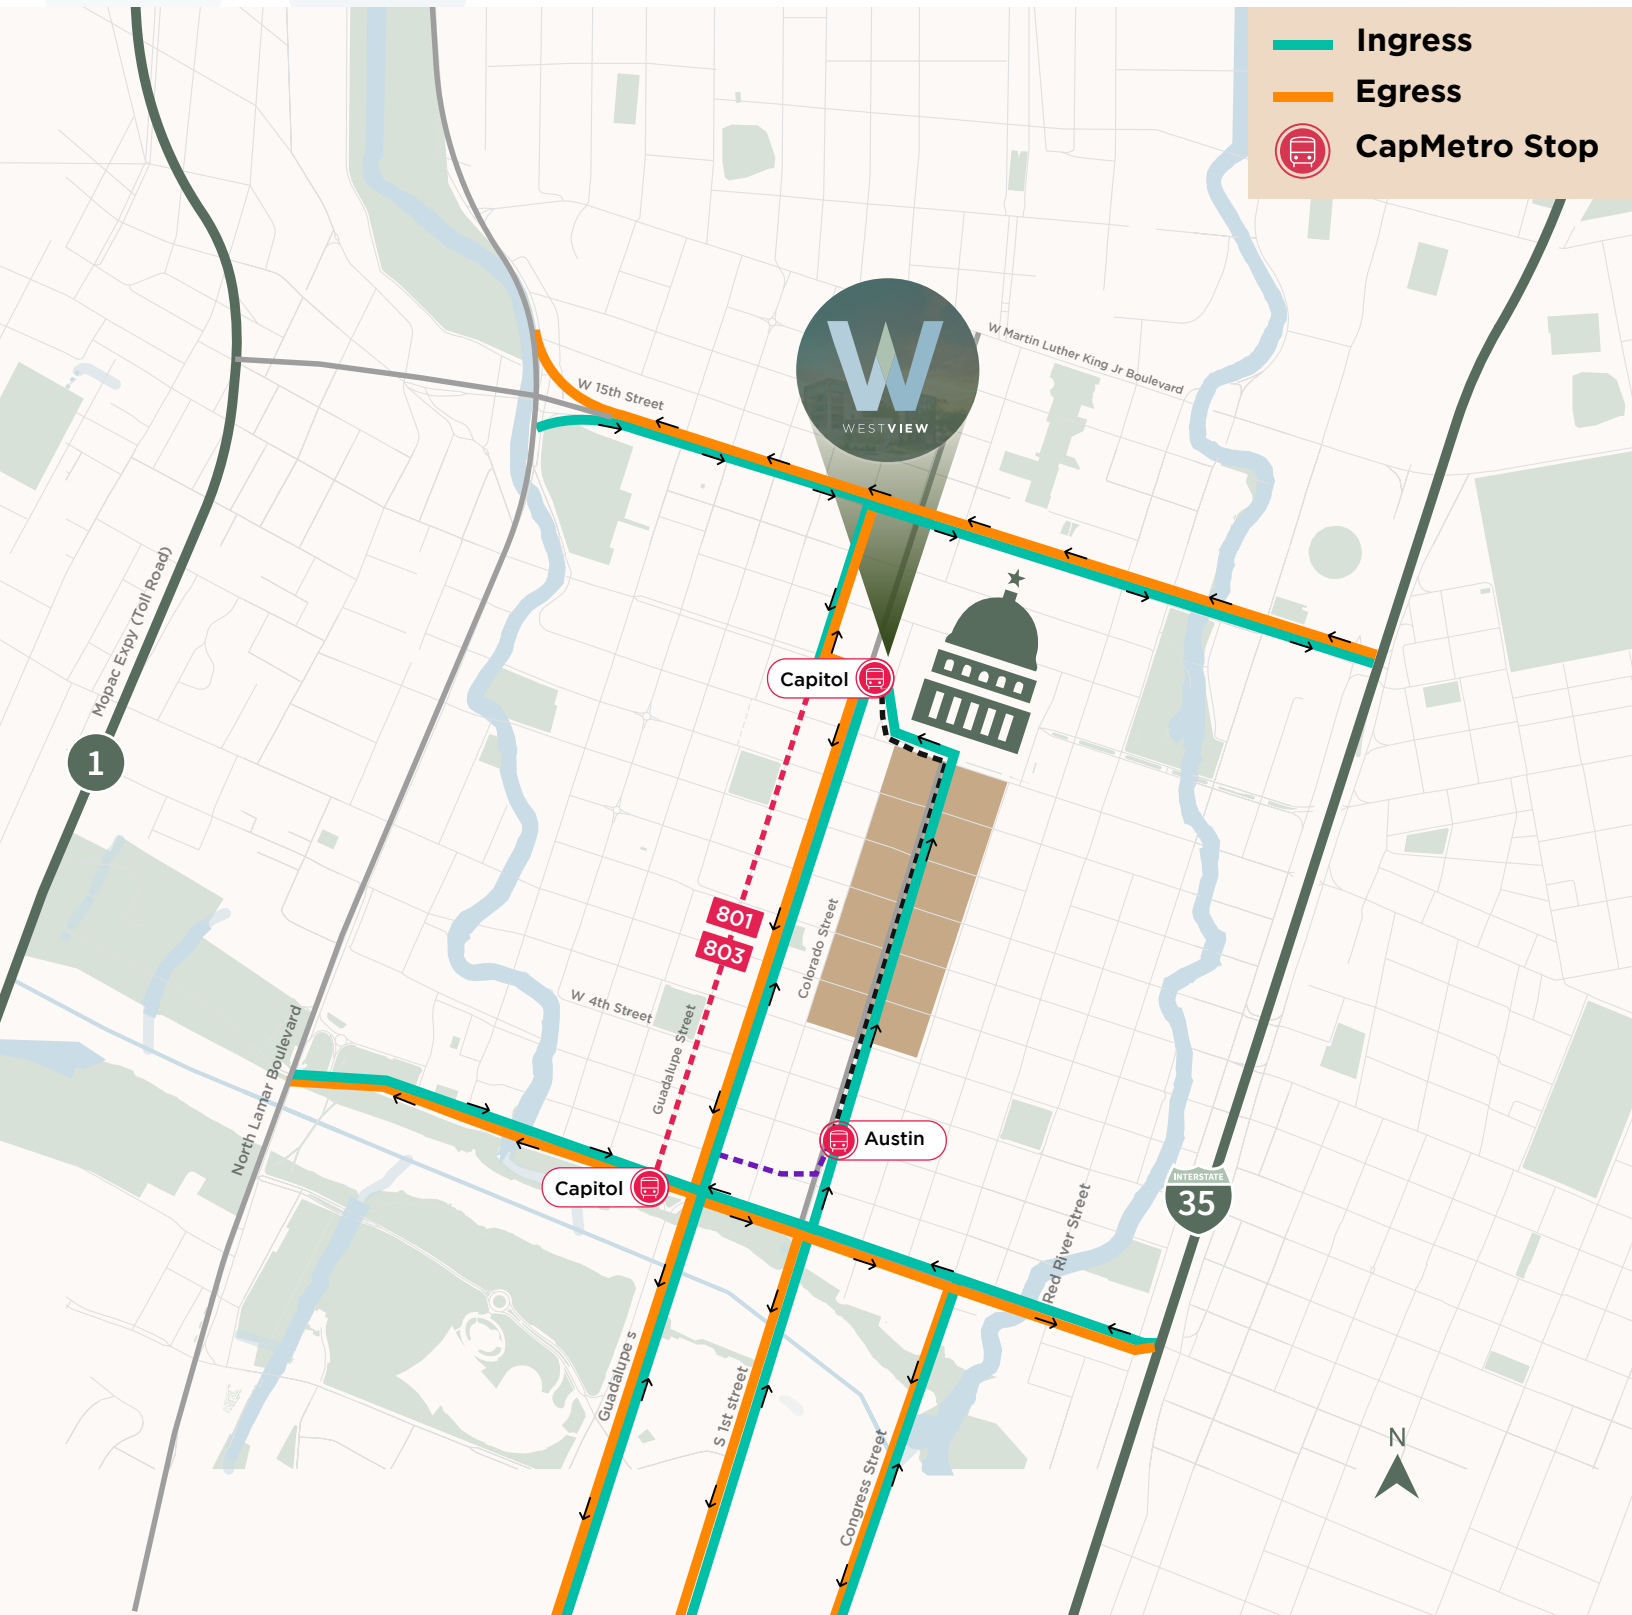 Ingress
Egress
CapMetro Stop
W Martin Luther King Jr Boulevard
W 15th Street
W
WESTVIEW
Mopac Expy (Toll Road)
Capitol
1
801
803
Colorado Street
W 4th Street
Guadalupe Street
North Lamar Boulevard
Austin
Capitol
INTERSTATE
35
Red River Street
Guadalupe s
S 1st street
Congress Street
N